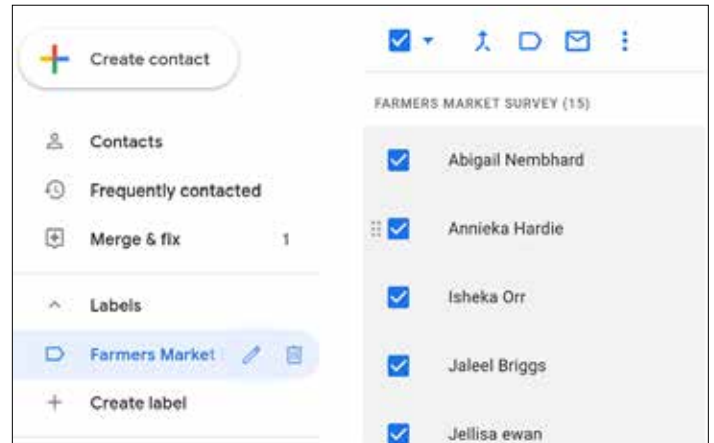 Create contact
Contacts
Frequently contacted
Merge & fix 1
Labels
Farmers Market
Create label
FARMERS MARKET SURVEY (15)
Abigail Nembhard
Annieka Hardie
Isheka Orr
Jaleel Briggs
Jellisa ewan